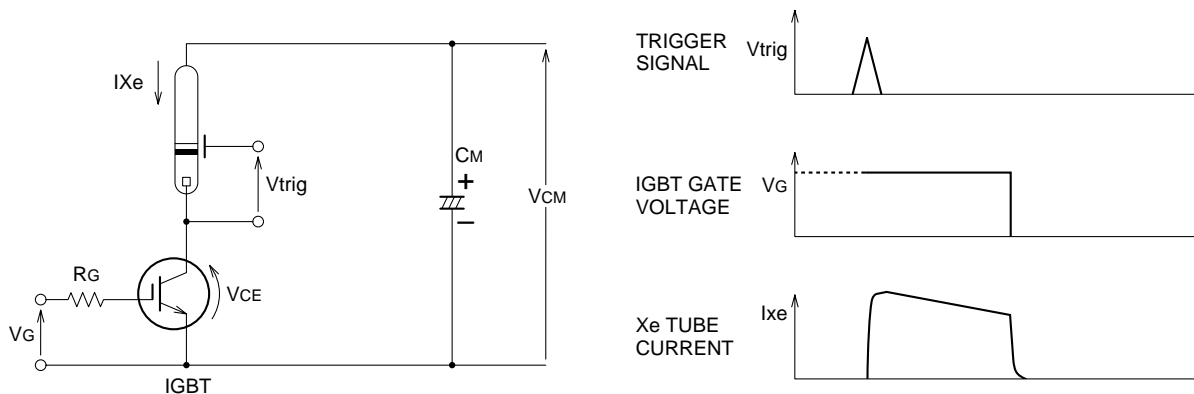 IXe
Vtrig
CM
+
−
VCM
RG
VCE
VG
IGBT
TRIGGER
SIGNAL
Vtrig
IGBT GATE
VOLTAGE
VG
Xe TUBE
CURRENT
Ixe